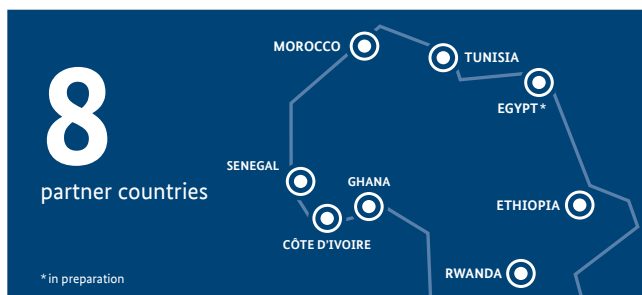 8
partner countries
MOROCCO
TUNISIA
EGYPT *
SENEGAL
GHANA
ETHIOPIA
CÔTE D'IVOIRE
RWANDA
* in preparation